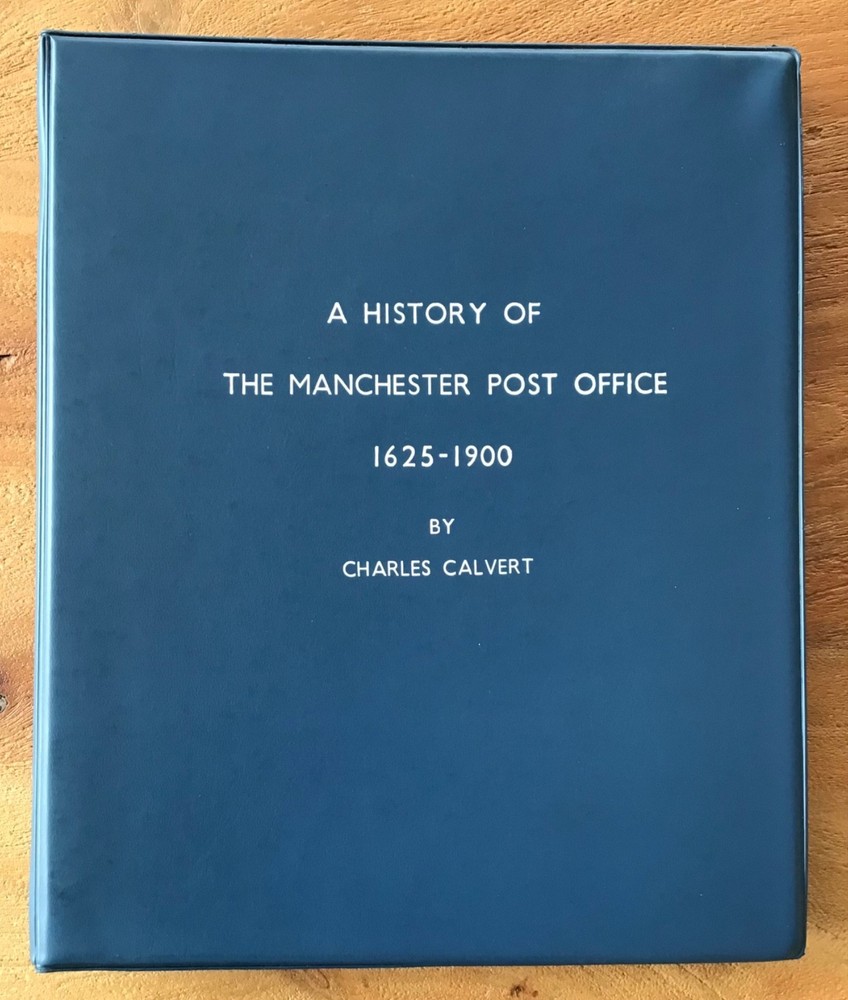 A HISTORY OF
THE MANCHESTER POST OFFICE
1625-1900
BY
CHARLES CALVERT